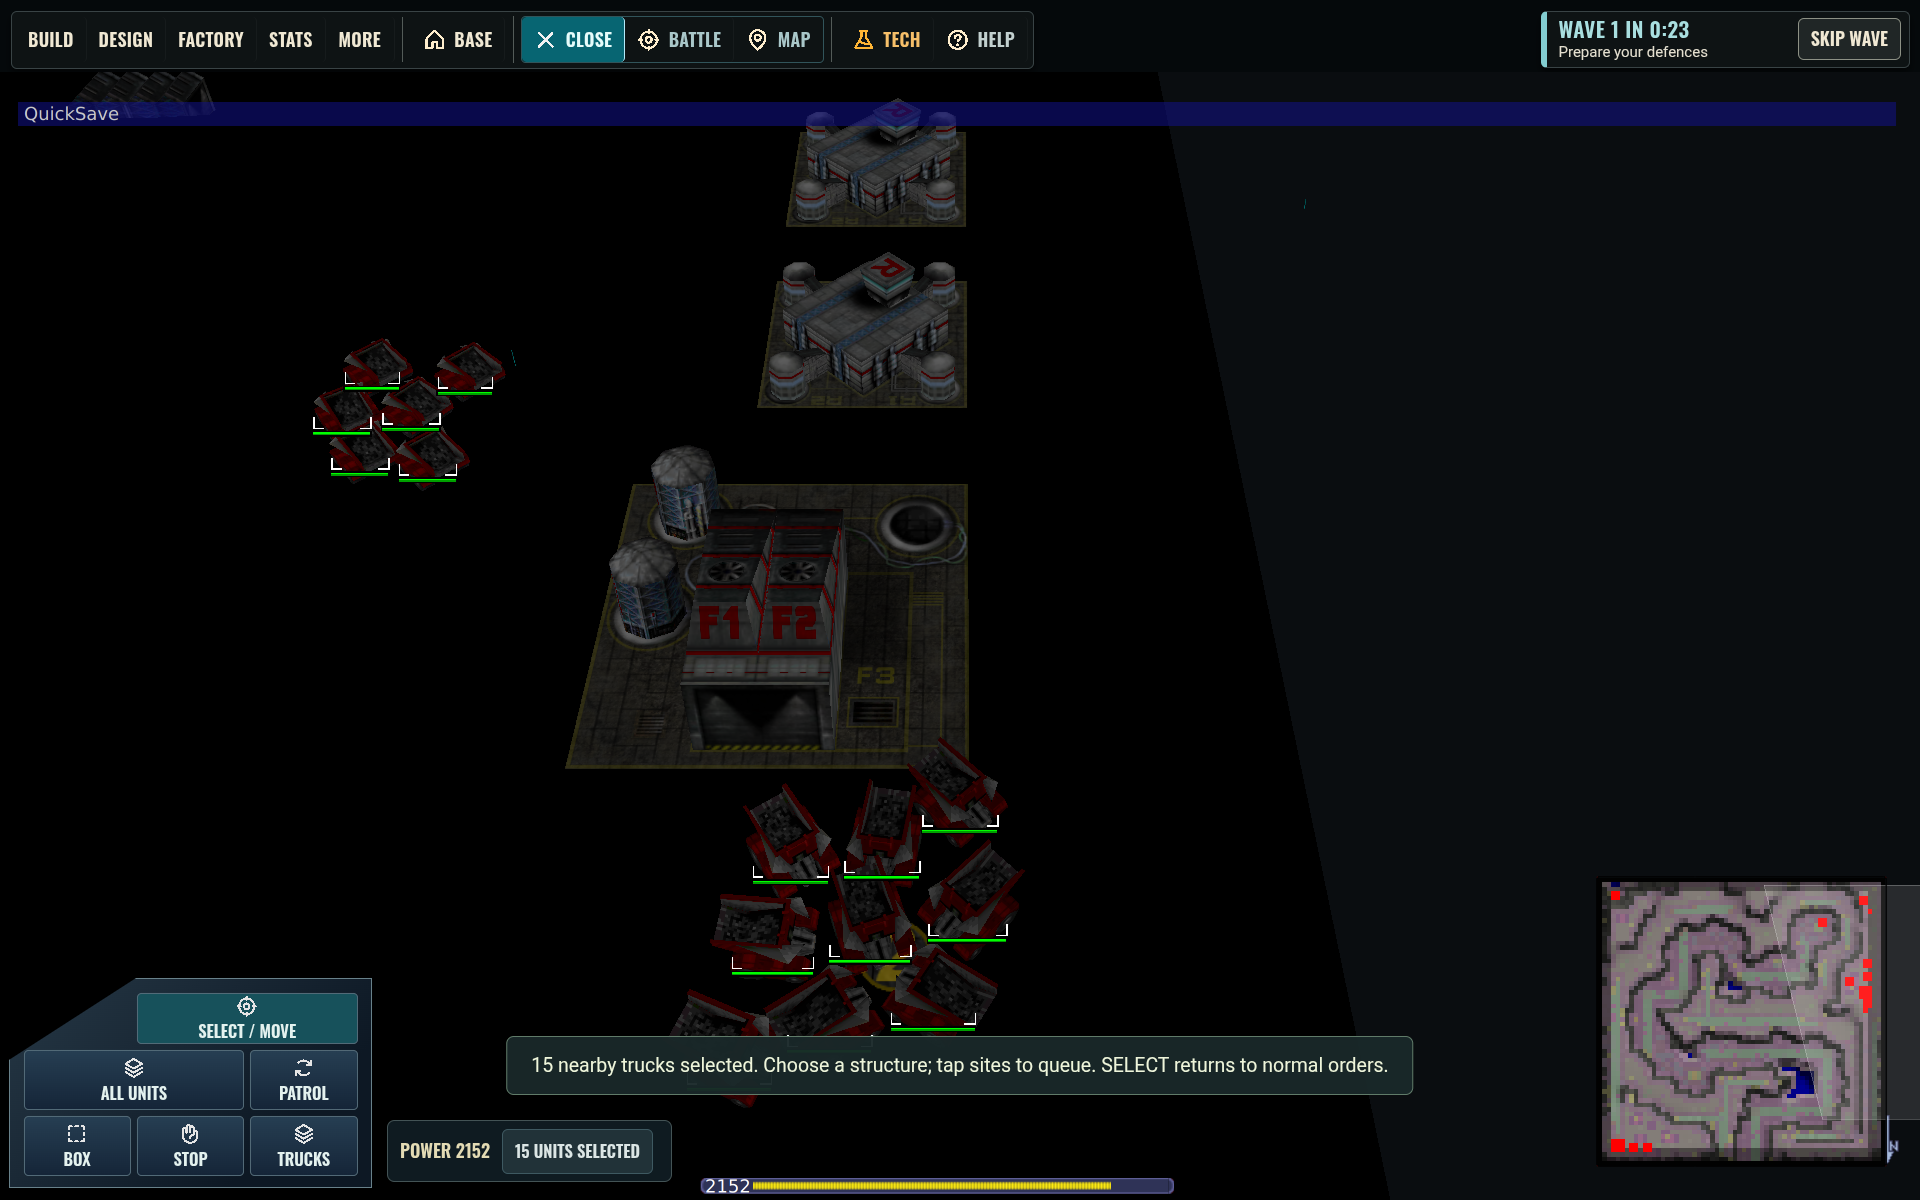 BUILD DESIGN FACTORY STATS MORE BASE CLOSE BATTLE MAP TECH HELP
WAVE 1 IN 0:23
Prepare your defences
SKIP WAVE
QuickSave
R
R
F1 F2
F3
SELECT / MOVE
ALL UNITS PATROL
BOX STOP TRUCKS
15 nearby trucks selected. Choose a structure; tap sites to queue. SELECT returns to normal orders.
POWER 2152 15 UNITS SELECTED
2152
N